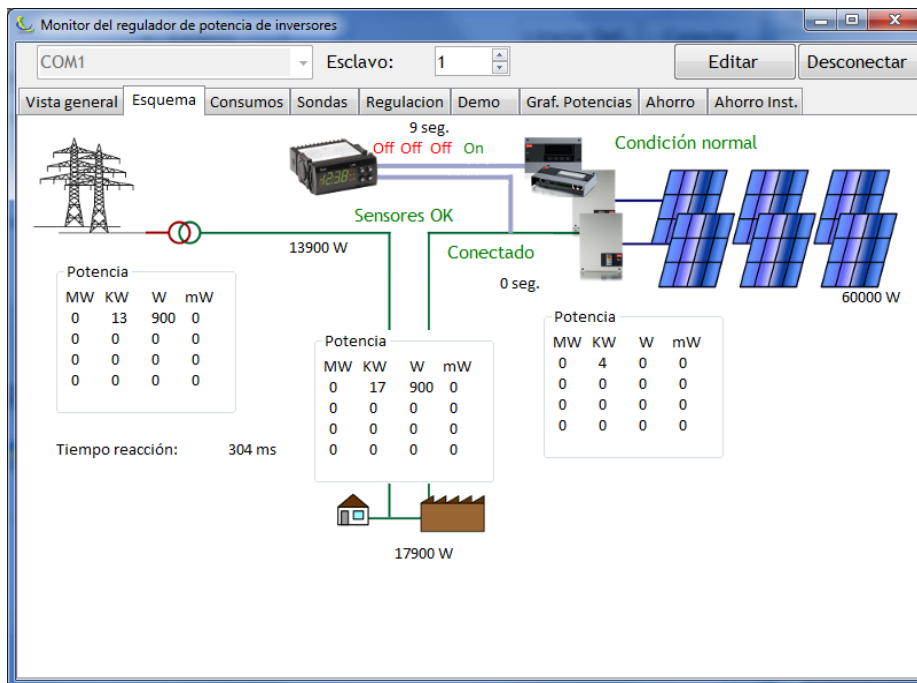 Monitor del regulador de potencia de inversores
COM1 Esclavo: 1 Editar Desconectar
Vista general Esquema Consumos Sondas Regulacion Demo Graf. Potencias Ahorro Ahorro Inst.
9 seg.
Off Off Off On
Condición normal
Sensores OK
13900 W
Conectado
0 seg.
60000 W
Potencia
MW KW W mW
0 13 900 0
0 0 0 0
0 0 0 0
0 0 0 0
Potencia
MW KW W mW
0 17 900 0
0 0 0 0
0 0 0 0
0 0 0 0
Potencia
MW KW W mW
0 4 0 0
0 0 0 0
0 0 0 0
0 0 0 0
Tiempo reacción: 304 ms
17900 W